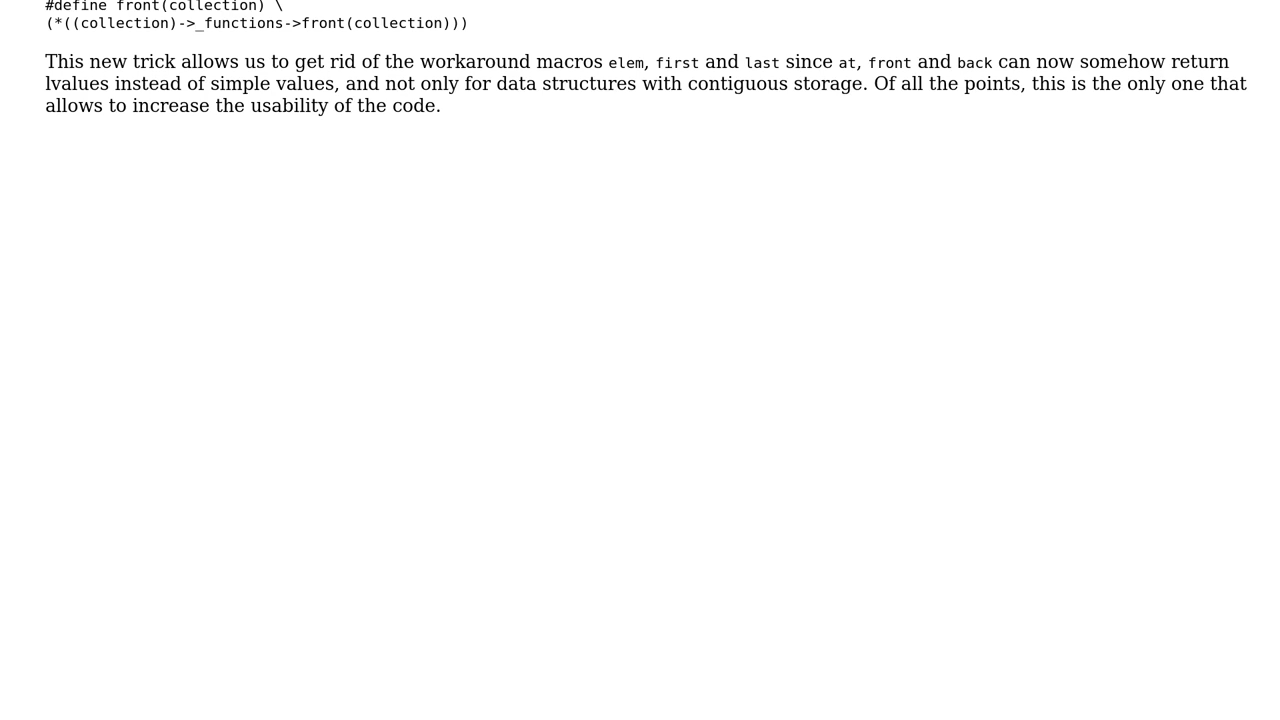 #define front(collection) \
(*((collection)->_functions->front(collection)))
This new trick allows us to get rid of the workaround macros elem, first and last since at, front and back can now somehow return
lvalues instead of simple values, and not only for data structures with contiguous storage. Of all the points, this is the only one that
allows to increase the usability of the code.